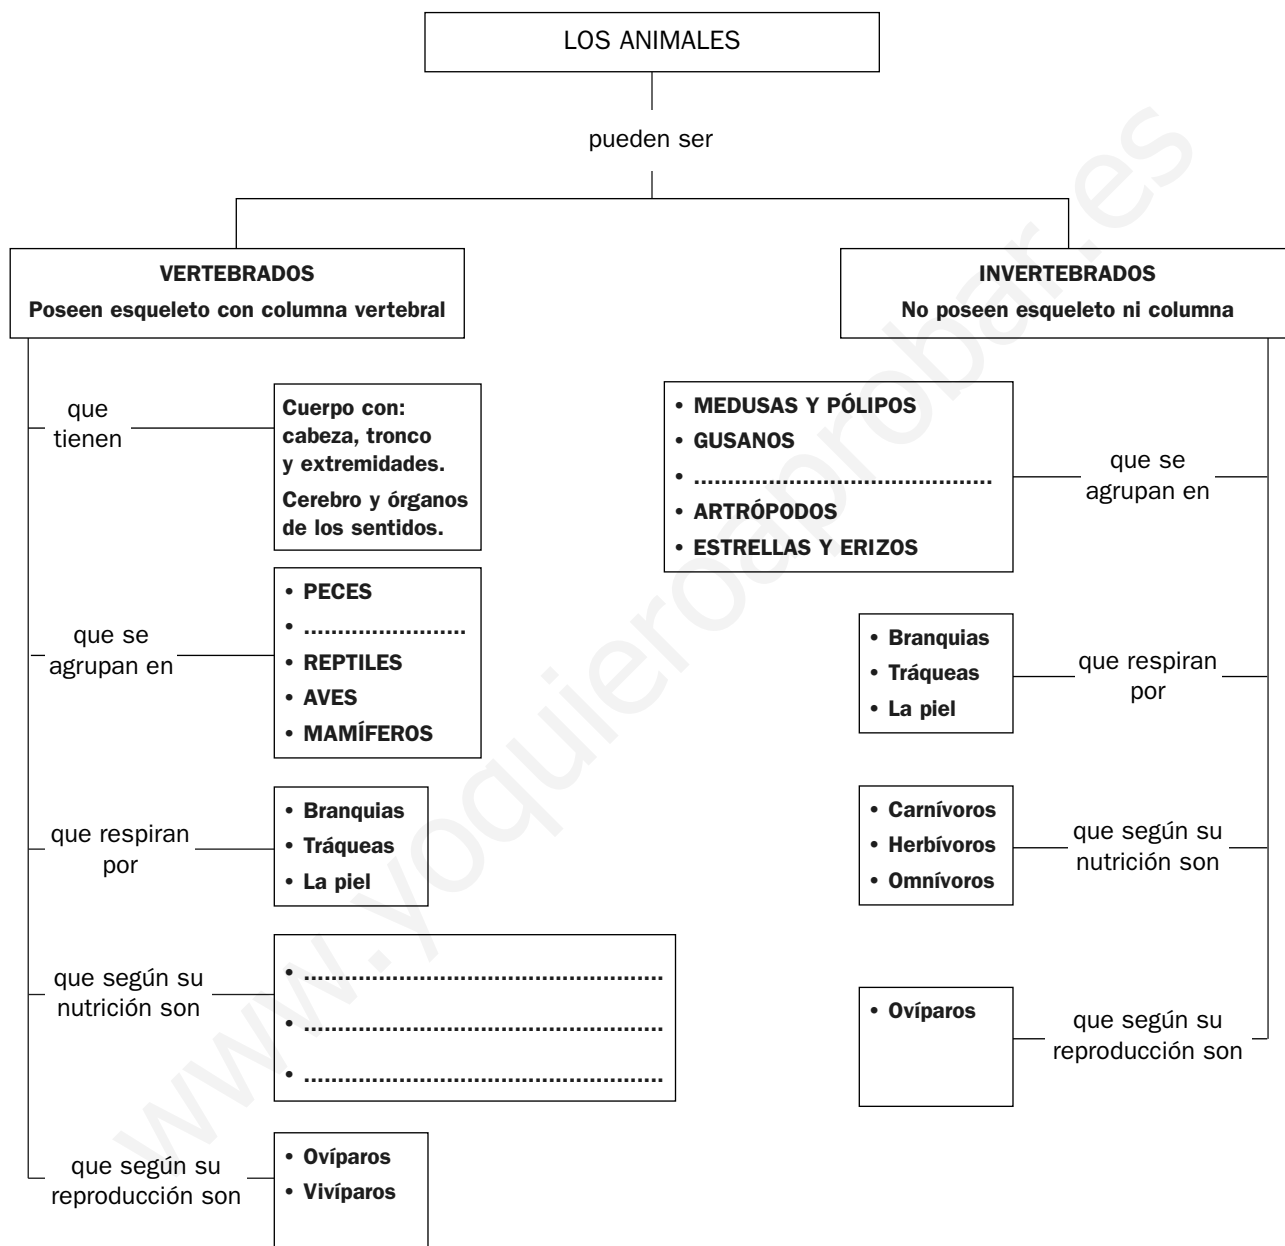 LOS ANIMALES
pueden ser
VERTEBRADOS
Poseen esqueleto con columna vertebral
que
tienen
Cuerpo con:
cabeza, tronco
y extremidades.
Cerebro y órganos
de los sentidos.
que se
agrupan en
• PECES
• ........................
• REPTILES
• AVES
• MAMÍFEROS
que respiran
por
• Branquias
• Tráqueas
• La piel
que según su
nutrición son
• .....................................................
• .....................................................
• .....................................................
que según su
reproducción son
• Ovíparos
• Vivíparos
INVERTEBRADOS
No poseen esqueleto ni columna
• MEDUSAS Y PÓLIPOS
• GUSANOS
• ............................................
• ARTRÓPODOS
• ESTRELLAS Y ERIZOS
que se
agrupan en
• Branquias
• Tráqueas
• La piel
que respiran
por
• Carnívoros
• Herbívoros
• Omnívoros
que según su
nutrición son
• Ovíparos
que según su
reproducción son
www.yoquieroaprobar.es